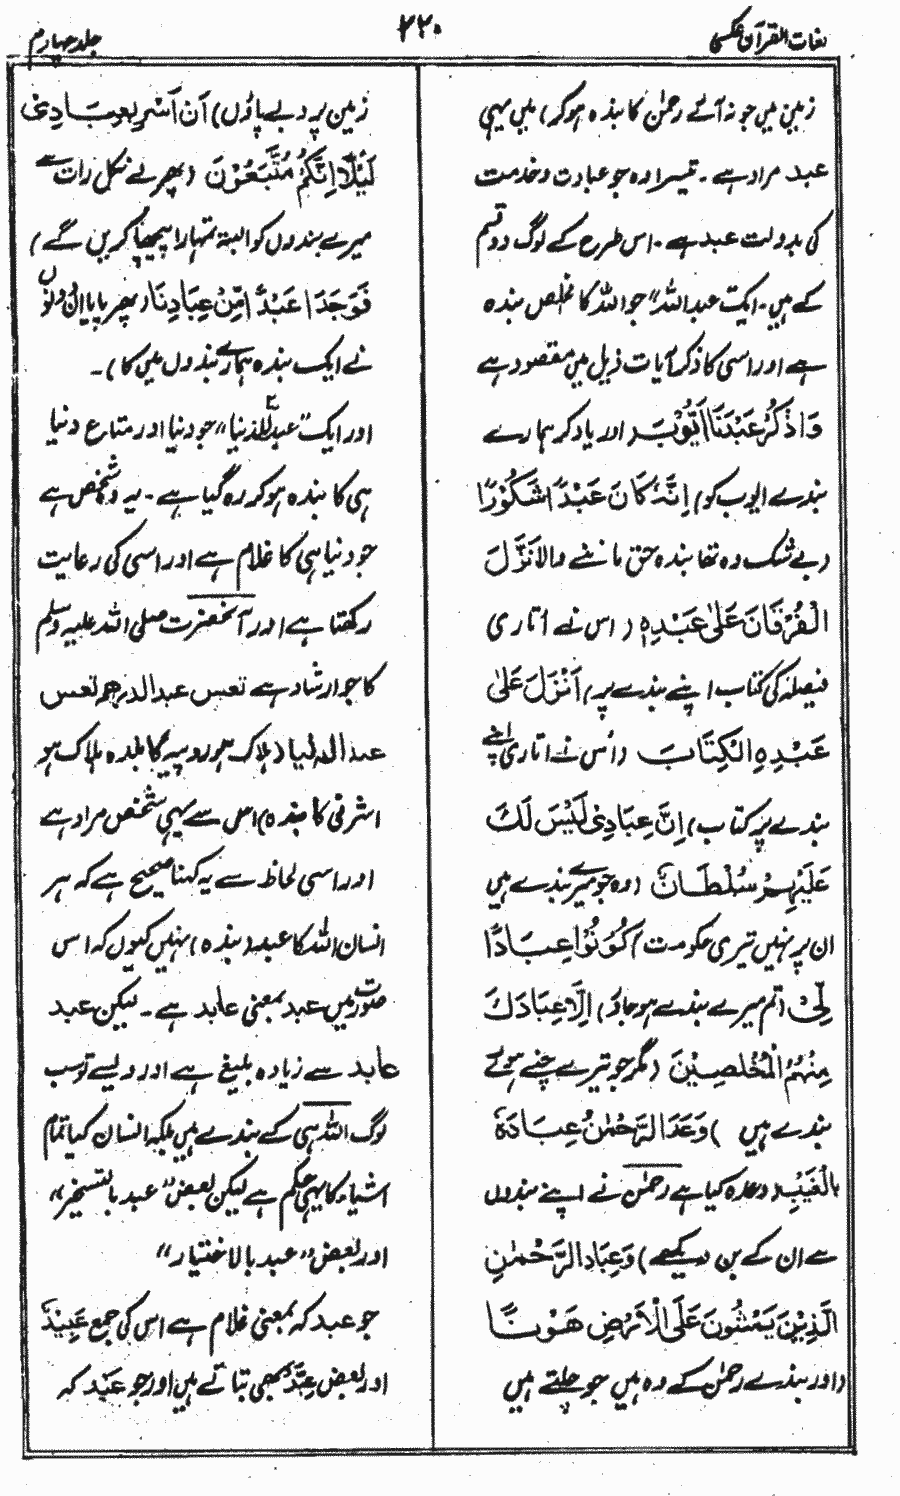 لغات القرآن عکسی
۲۲۰
جلد چہارم
زمین میں جو نہ آئے رحمٰن کا بندہ ہو کر) میں یہی
عبد مراد ہے۔ تیسرا وہ جو عبادت و خدمت
کی بدولت عبد ہے۔ اس طرح کے لوگ دو قسم
کے ہیں۔ ایک عبد اللہ" جو اللہ کا مخلص بندہ
ہے اور اسی کا ذکر آیات ذیل میں مقصود ہے
وَاذْكُرْ عَبْدَنَا اَيُّوْبَ (اور یاد کر ہمارے
بندے ایوب کو) اِنَّهٗ كَانَ عَبْدًا شَكُوْرًا
(بے شک وہ تھا بندہ حق ماننے والا) نَزَّلَ
الْفُرْقَانَ عَلٰى عَبْدِهٖ (اس نے اتاری
فیصلہ کی کتاب اپنے بندے پر) اَنْزَلَ عَلٰى
عَبْدِهِ الْكِتَابَ (اُس نے اتاری اپنے
بندے پر کتاب) اِنَّ عِبَادِىْ لَيْسَ لَكَ
عَلَيْهِمْ سُلْطَانٌ (وہ جو میرے بندے ہیں
ان پر نہیں تیری حکومت) كُوْنُوْا عِبَادًا
لِّىْ (تم میرے بندے ہو جاؤ) اِلَّا عِبَادَكَ
مِنْهُمُ الْمُخْلَصِيْنَ (مگر جو تیرے چنے ہوئے
بندے ہیں) وَعَدَ الرَّحْمٰنُ عِبَادَهٗ
بِالْغَيْبِ (وعدہ کیا ہے رحمٰن نے اپنے بندوں
سے ان کے بن دیکھے) وَعِبَادُ الرَّحْمٰنِ
الَّذِيْنَ يَمْشُوْنَ عَلَى الْاَرْضِ هَوْنًا
(اور بندے رحمٰن کے وہ ہیں جو چلتے ہیں
زمین پر دبے پاؤں) اَنْ اَسْرِ بِعِبَادِىْ
لَيْلًا اِنَّكُمْ مُتَّبَعُوْنَ (پھر لے نکل رات سے
میرے بندوں کو البتہ تمہارا پیچھا کریں گے)
فَوَجَدَا عَبْدًا مِّنْ عِبَادِنَا (پھر پایا ان دونوں
نے ایک بندہ ہمارے بندوں میں کا)۔
اور ایک "عبد للدنیا" جو دنیا اور متاع دنیا
ہی کا بندہ ہو کر رہ گیا ہے۔ یہ وہ شخص ہے
جو دنیا ہی کا غلام ہے اور اسی کی رعایت
رکھتا ہے اور آنحضرت صلی اللہ علیہ وسلم
کا جو ارشاد ہے تعس عبد الدرهم تعس
عبد الدنیا (ہلاک ہو روپیہ کا بندہ ہلاک ہو
اشرفی کا بندہ) اس سے یہی شخص مراد ہے
اور اسی لحاظ سے یہ کہنا صحیح ہے کہ ہر
انسان اللہ کا عبد (بندہ) نہیں کیوں کہ اس
صورت میں عبد بمعنی عابد ہے۔ لیکن عبد
عابد سے زیادہ بلیغ ہے اور ویسے تو سب
لوگ اللہ ہی کے بندے ہیں بلکہ انسان کیا تمام
اشیاء کا یہی حکم ہے لیکن بعض "عبد بالتسخیر"
اور بعض "عبد بالاختیار"
جو عبد کہ بمعنی غلام ہے اس کی جمع عَبِيْدٌ
اور بعض عِبِدّٰى بھی بتاتے ہیں اور جو عَبْد کہ